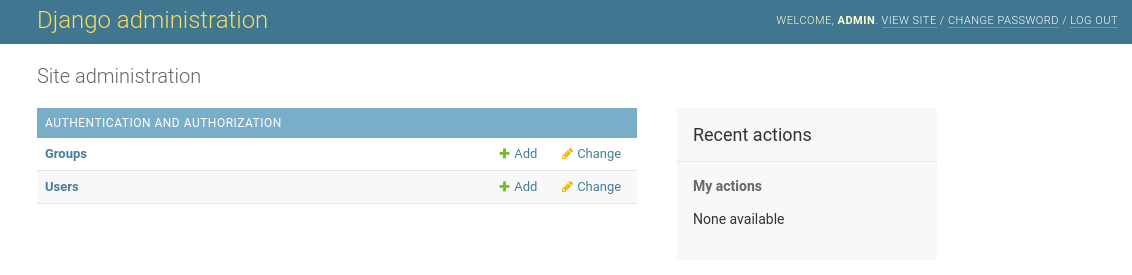 Django administration
WELCOME, ADMIN. VIEW SITE / CHANGE PASSWORD / LOG OUT
Site administration
AUTHENTICATION AND AUTHORIZATION
Groups Add Change
Users Add Change
Recent actions
My actions
None available